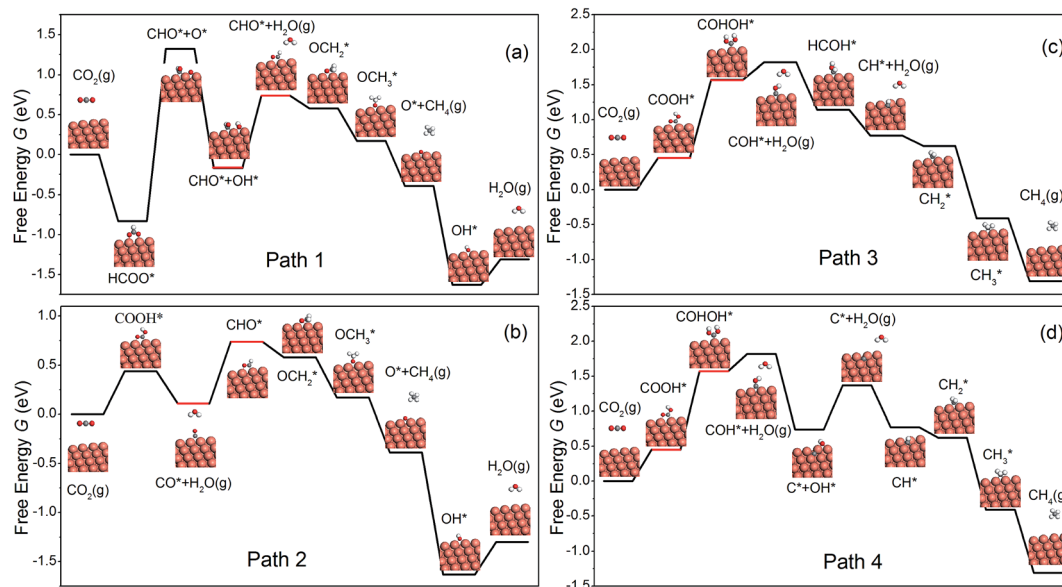 (a)
Free Energy G (eV)
1.5
1.0
0.5
0.0
-0.5
-1.0
-1.5
CO2(g)
HCOO*
CHO*+O*
CHO*+OH*
CHO*+H2O(g)
OCH2*
OCH3*
O*+CH4(g)
OH*
H2O(g)
Path 1
(b)
Free Energy G (eV)
1.0
0.5
0.0
-0.5
-1.0
-1.5
CO2(g)
COOH*
CO*+H2O(g)
CHO*
OCH2*
OCH3*
O*+CH4(g)
OH*
H2O(g)
Path 2
(c)
Free Energy G (eV)
2.5
2.0
1.5
1.0
0.5
0.0
-0.5
-1.0
-1.5
CO2(g)
COOH*
COHOH*
COH*+H2O(g)
HCOH*
CH*+H2O(g)
CH2*
CH3*
CH4(g)
Path 3
(d)
Free Energy G (eV)
2.5
2.0
1.5
1.0
0.5
0.0
-0.5
-1.0
-1.5
CO2(g)
COOH*
COHOH*
COH*+H2O(g)
C*+OH*
C*+H2O(g)
CH*
CH2*
CH3*
CH4(g)
Path 4